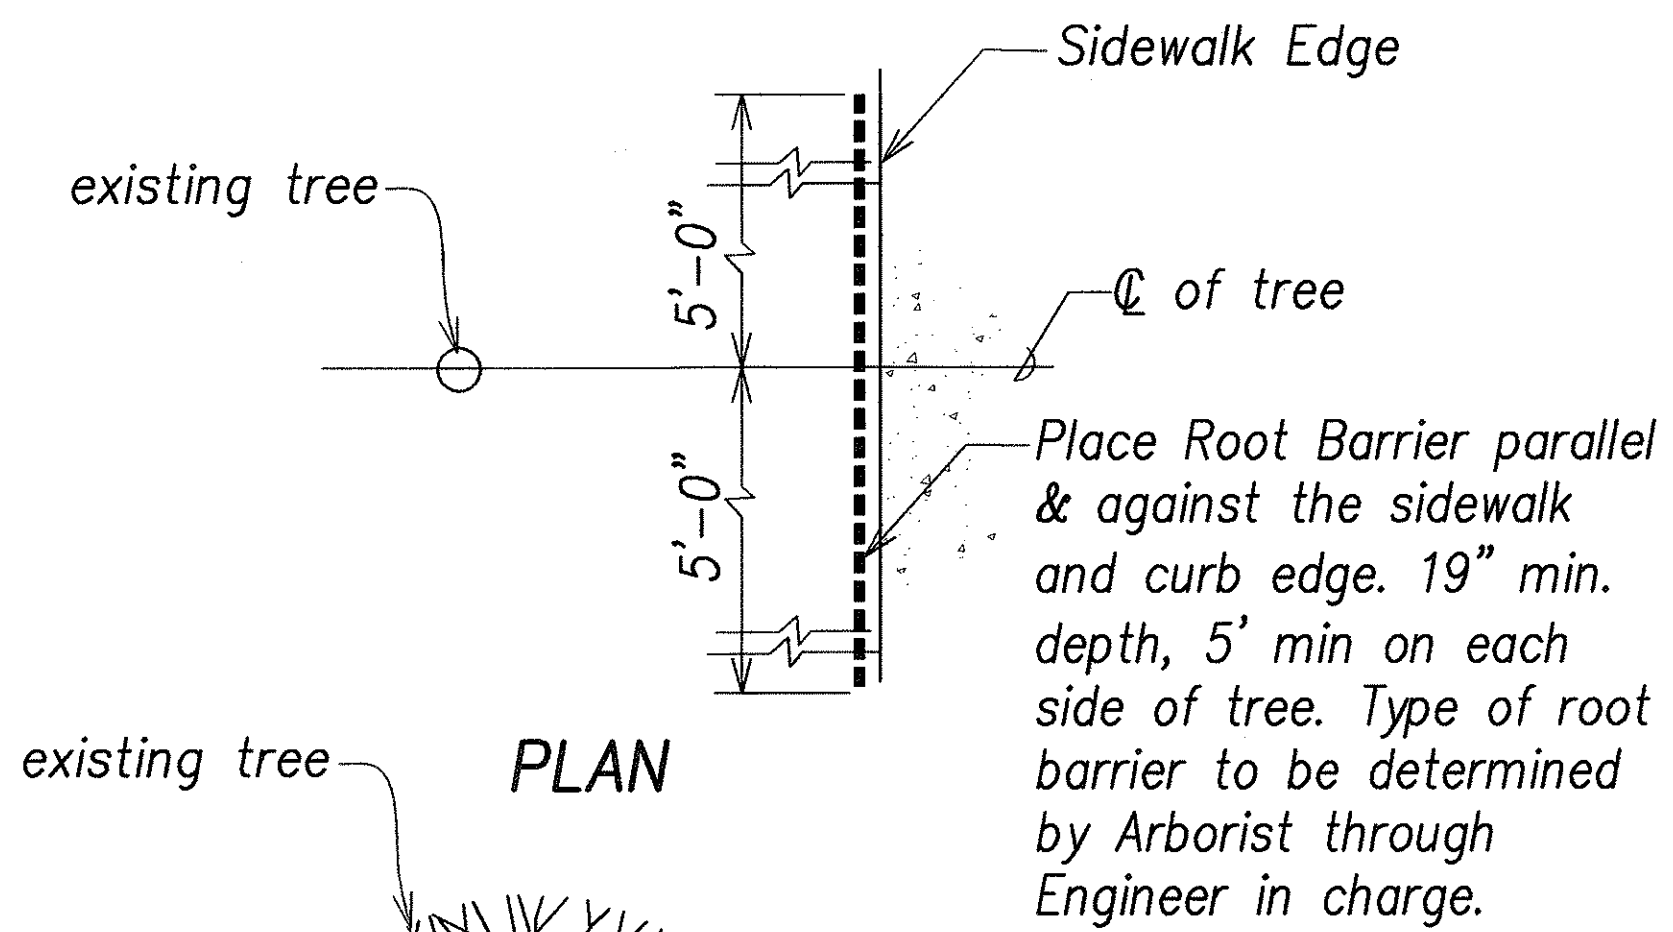 Sidewalk Edge
existing tree
5'-0"
℄ of tree
5'-0"
Place Root Barrier parallel
& against the sidewalk
and curb edge. 19" min.
depth, 5' min on each
side of tree. Type of root
barrier to be determined
by Arborist through
Engineer in charge.
PLAN
existing tree